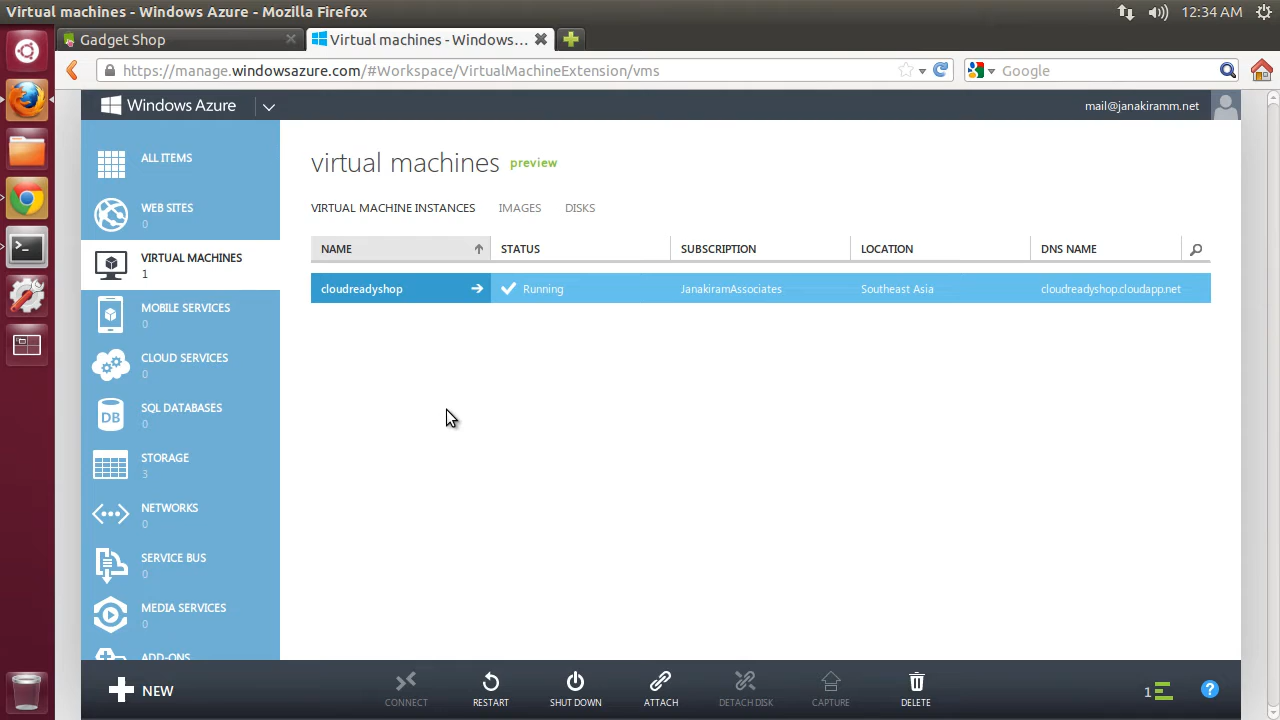 Virtual machines - Windows Azure - Mozilla Firefox
12:34 AM
Gadget Shop
Virtual machines - Windows...
https://manage.windowsazure.com/#Workspace/VirtualMachineExtension/vms
Google
Windows Azure
mail@janakiramm.net
ALL ITEMS
WEB SITES
0
VIRTUAL MACHINES
1
MOBILE SERVICES
0
CLOUD SERVICES
0
DB
SQL DATABASES
0
STORAGE
3
NETWORKS
0
SERVICE BUS
0
MEDIA SERVICES
0
ADD-ONS
virtual machines preview
VIRTUAL MACHINE INSTANCES IMAGES DISKS
NAME STATUS SUBSCRIPTION LOCATION DNS NAME
cloudreadyshop Running JanakiramAssociates Southeast Asia cloudreadyshop.cloudapp.net
NEW
CONNECT
RESTART
SHUT DOWN
ATTACH
DETACH DISK
CAPTURE
DELETE
1
?